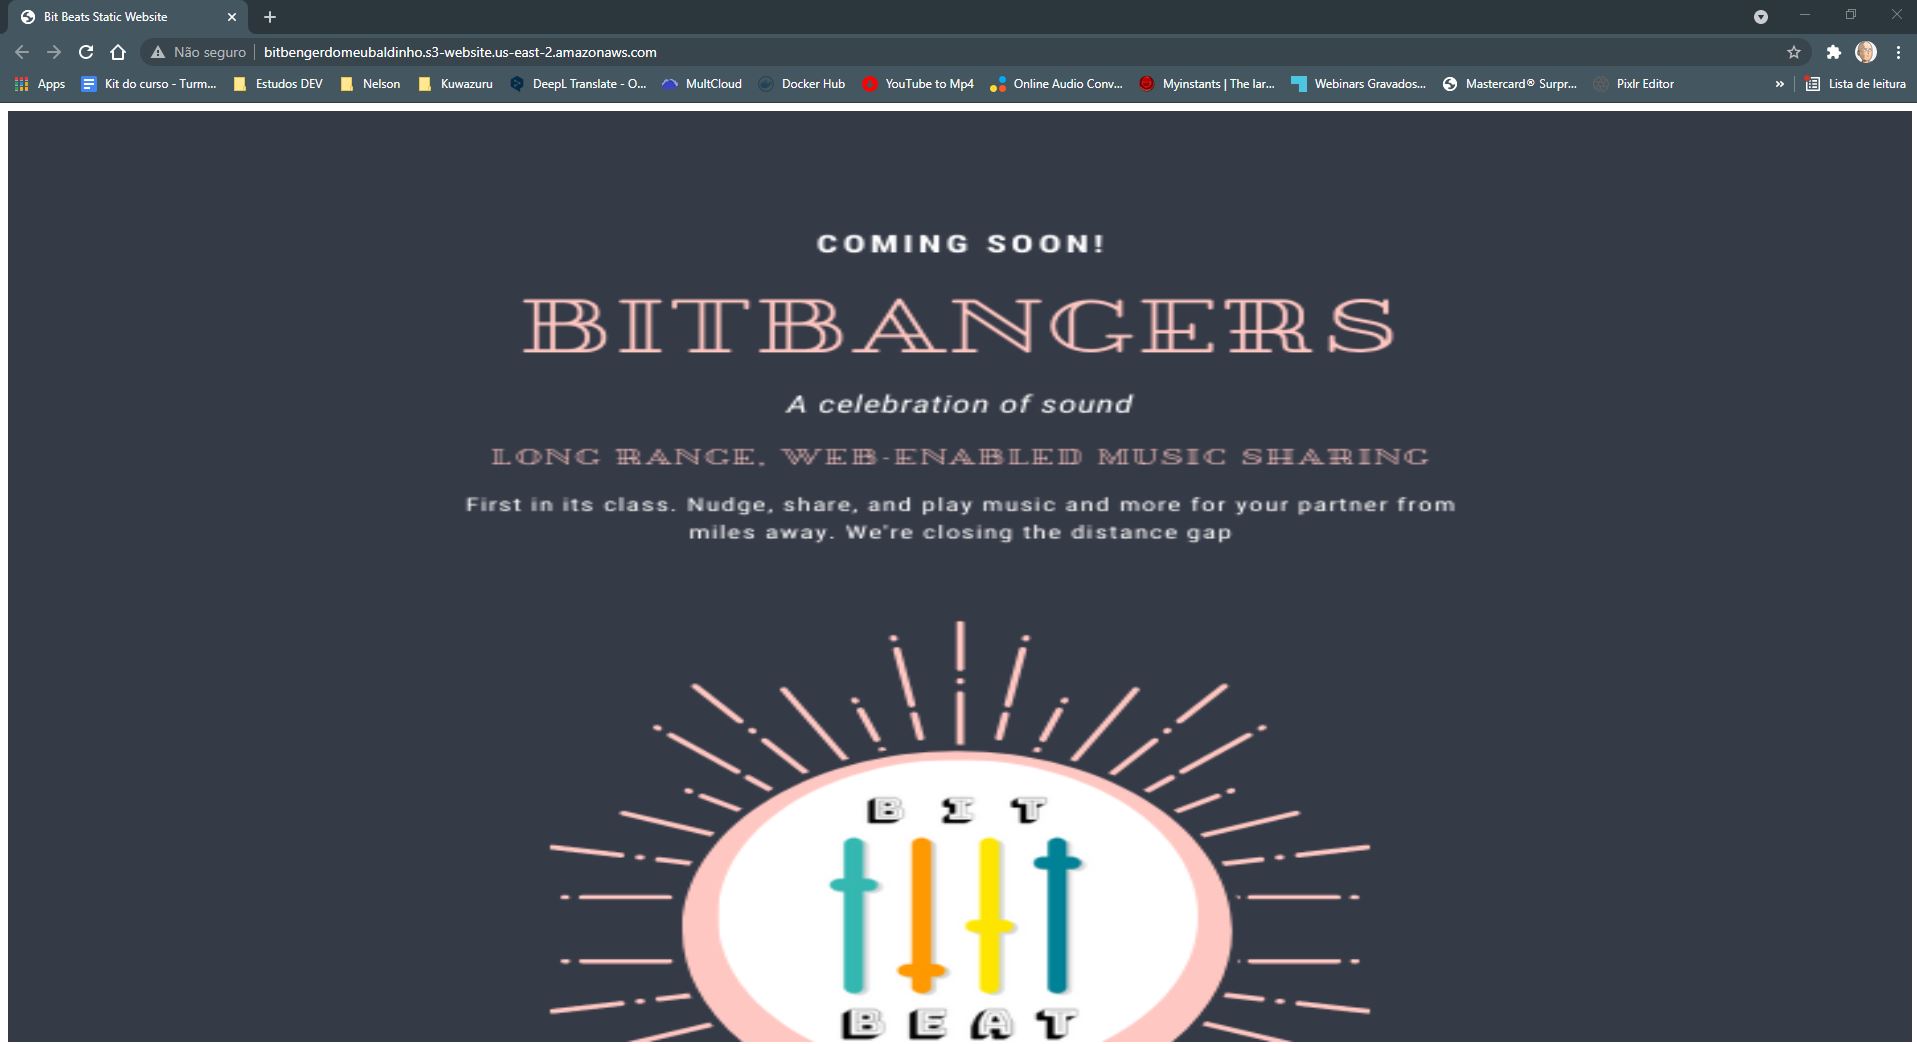 Bit Beats Static Website
Não seguro
bitbengerdomeubaldinho.s3-website.us-east-2.amazonaws.com
Apps
Kit do curso - Turm...
Estudos DEV
Nelson
Kuwazuru
DeepL Translate - O...
MultCloud
Docker Hub
YouTube to Mp4
Online Audio Conv...
Myinstants | The lar...
Webinars Gravados...
Mastercard® Surpr...
Pixlr Editor
»
Lista de leitura
COMING SOON!
BITBANGERS
A celebration of sound
LONG RANGE, WEB-ENABLED MUSIC SHARING
First in its class. Nudge, share, and play music and more for your partner from
miles away. We're closing the distance gap
BIT
BEAT